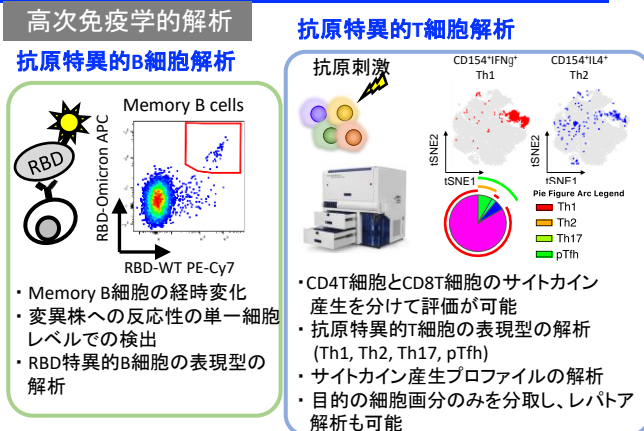 高次免疫学的解析
抗原特異的B細胞解析
RBD
Memory B cells
RBD-Omicron APC
RBD-WT PE-Cy7
・Memory B細胞の経時変化
・変異株への反応性の単一細胞
レベルでの検出
・RBD特異的B細胞の表現型の
解析
抗原特異的T細胞解析
抗原刺激
CD154⁺IFNg⁺
Th1
CD154⁺IL4⁺
Th2
tSNE2
tSNE1
tSNE2
tSNE1
Pie Figure Arc Legend
Th1
Th2
Th17
pTfh
・CD4T細胞とCD8T細胞のサイトカイン
産生を分けて評価が可能
・抗原特異的T細胞の表現型の解析
(Th1, Th2, Th17, pTfh)
・サイトカイン産生プロファイルの解析
・目的の細胞画分のみを分取し、レパトア
解析も可能